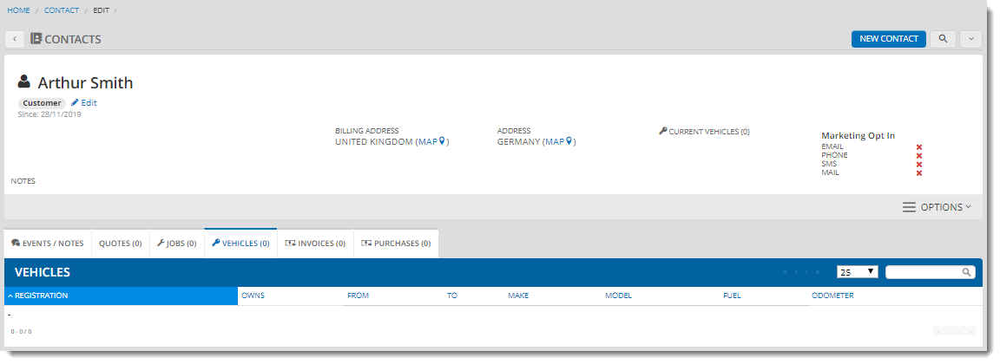 HOME / CONTACT / EDIT /
CONTACTS
NEW CONTACT
Arthur Smith
Customer Edit
Since: 28/11/2019
BILLING ADDRESS
UNITED KINGDOM (MAP )
ADDRESS
GERMANY (MAP )
CURRENT VEHICLES (0)
Marketing Opt In
EMAIL
PHONE
SMS
MAIL
NOTES
OPTIONS
EVENTS / NOTES QUOTES (0) JOBS (0) VEHICLES (0) INVOICES (0) PURCHASES (0)
VEHICLES 25
REGISTRATION OWNS FROM TO MAKE MODEL FUEL ODOMETER
-
0 - 0 / 0